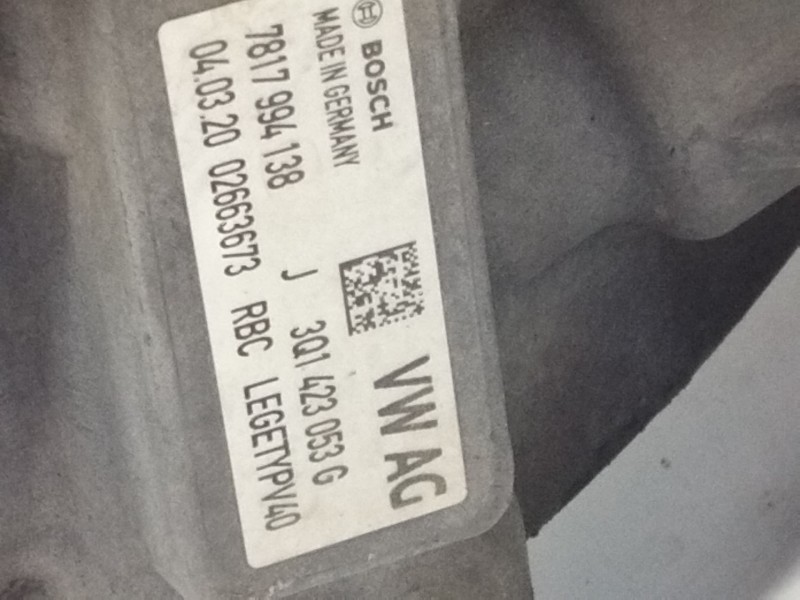 BOSCH
MADE IN GERMANY
VW AG
7817 994 138 J 3Q1 423 053 G
04.03.20 02663673 RBC LEGETYPV40